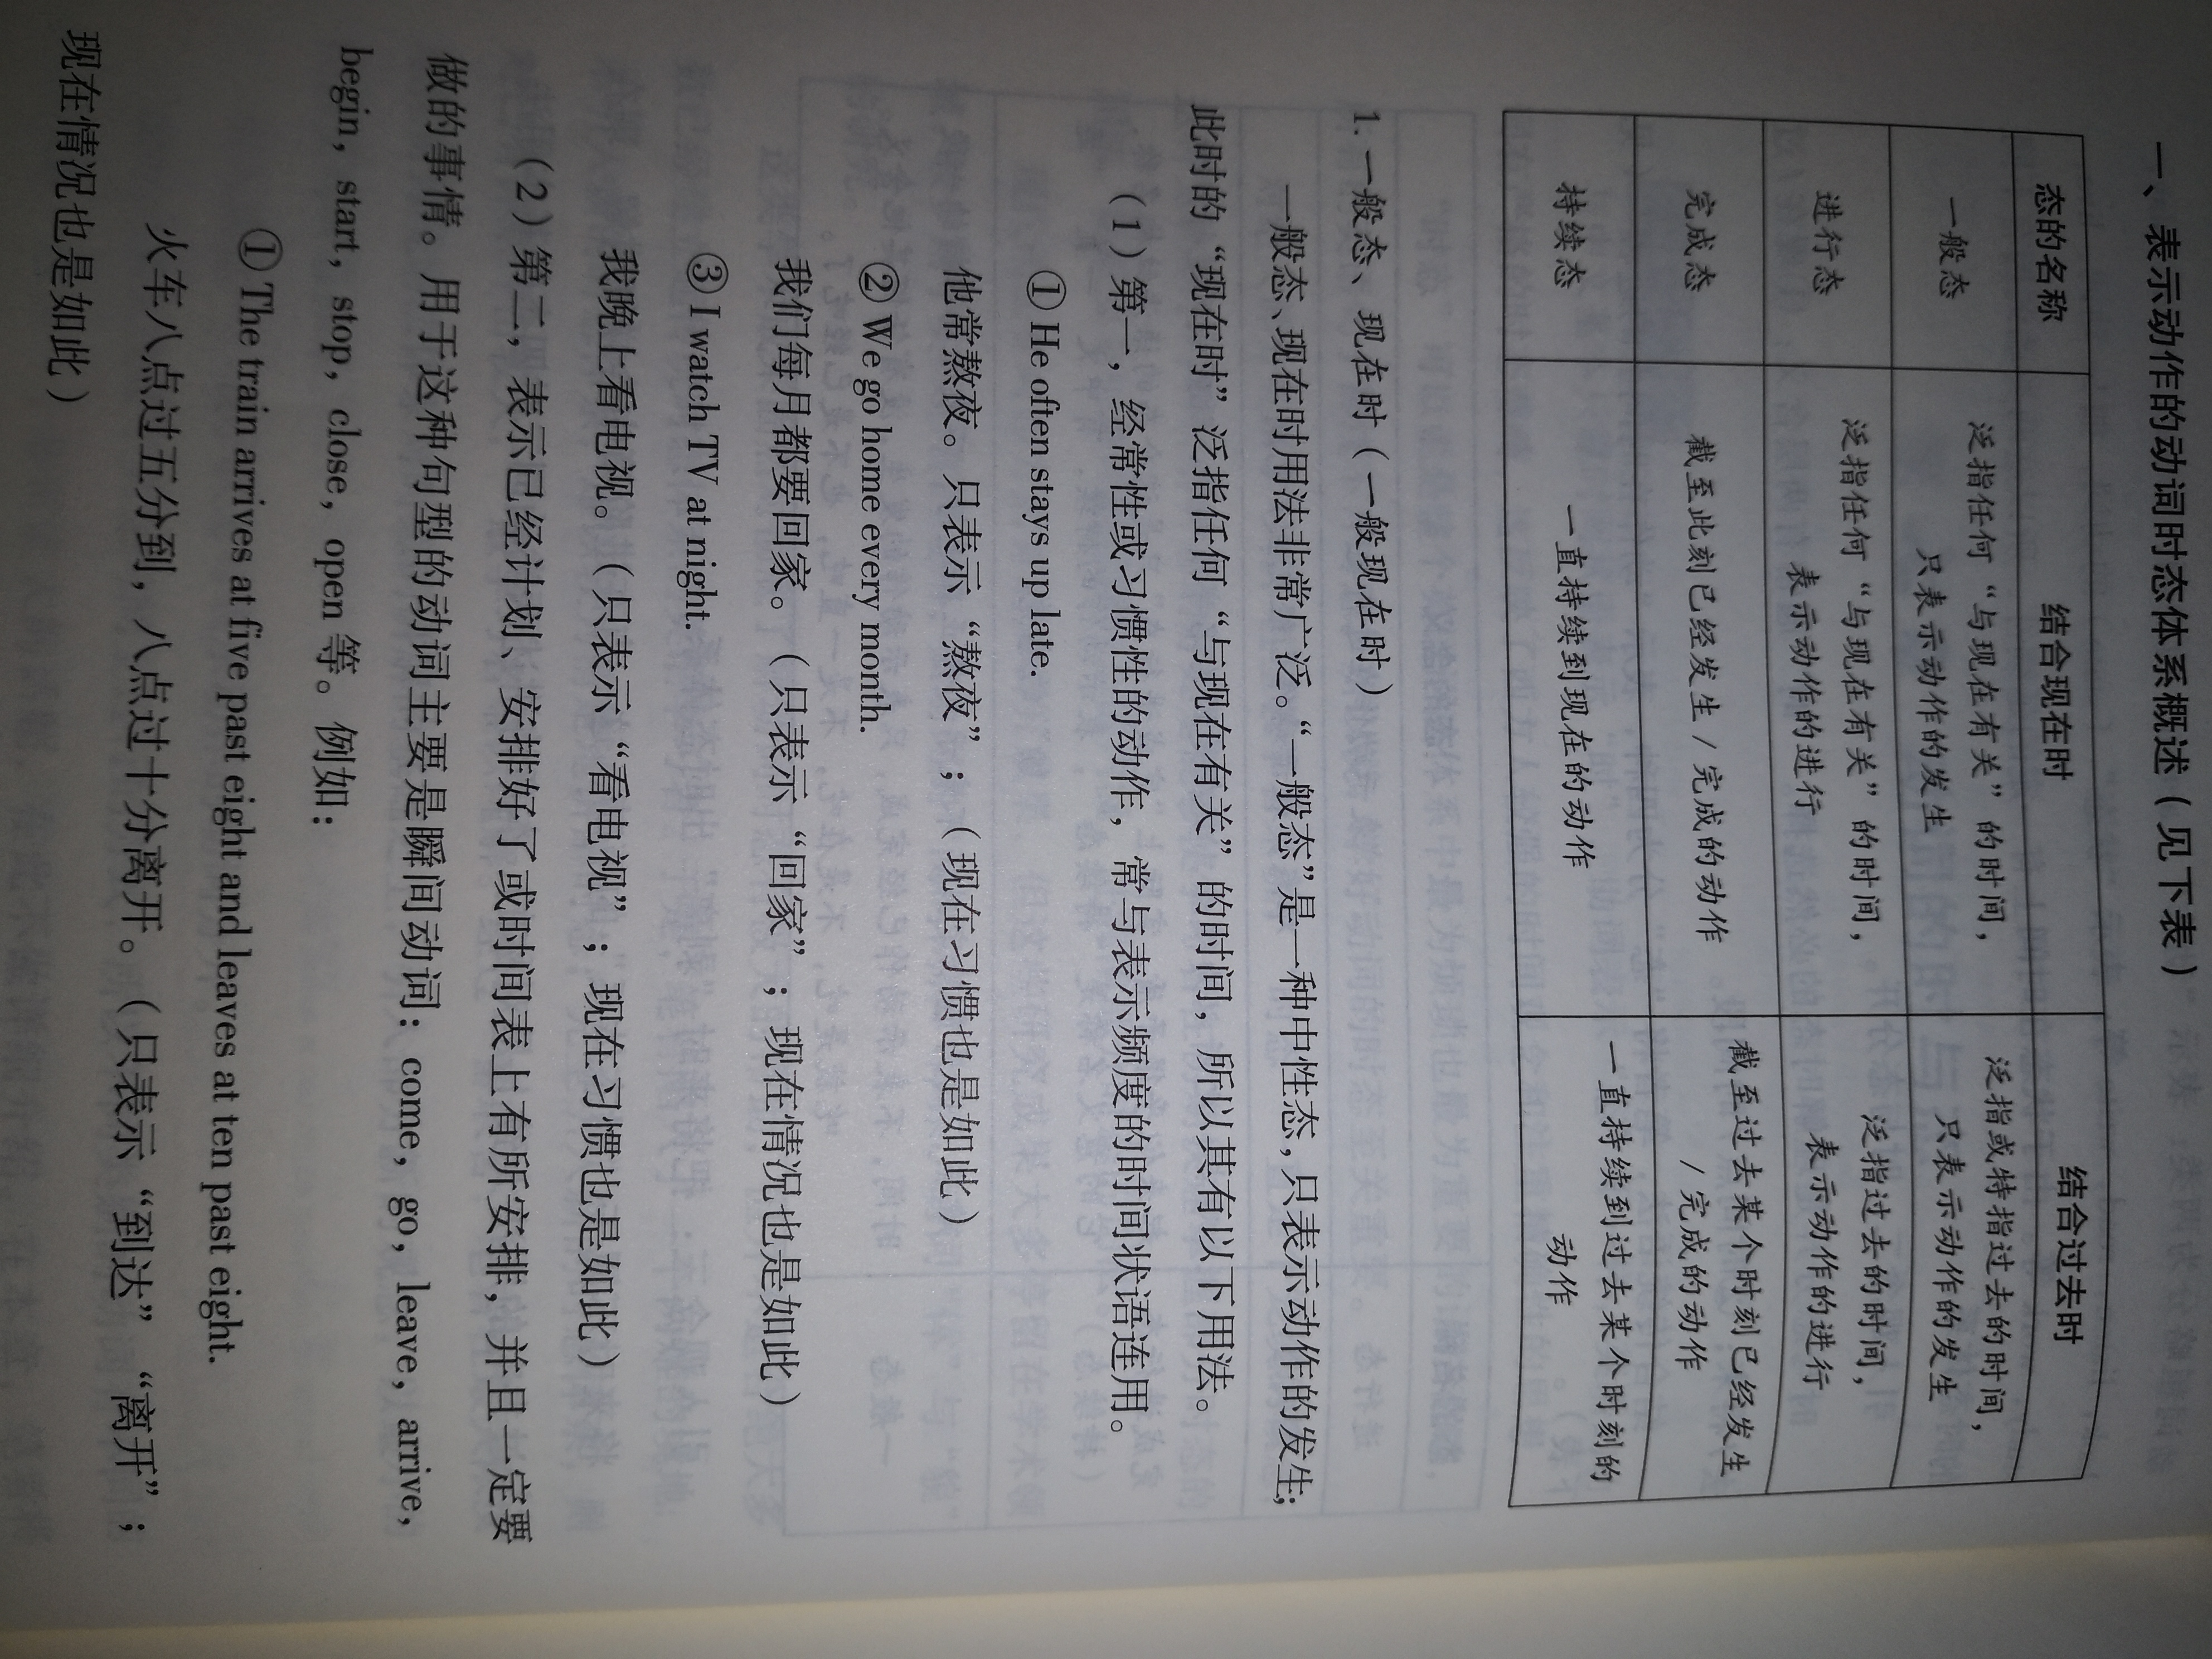 一、表示动作的动词时态体系概述（见下表）
态的名称 结合现在时 结合过去时
一般态 泛指任何“与现在有关”的时间，只表示动作的发生 泛指或特指过去的时间，只表示动作的发生
进行态 泛指任何“与现在有关”的时间，表示动作的进行 泛指过去的时间，表示动作的进行
完成态 截至此刻已经发生/完成的动作 截至过去某个时刻已经发生/完成的动作
持续态 一直持续到现在的动作 一直持续到过去某个时刻的动作
1. 一般态、现在时（一般现在时）
一般态、现在时用法非常广泛。“一般态”是一种中性态，只表示动作的发生；
此时的“现在时”泛指任何“与现在有关”的时间，所以其有以下用法。
（1）第一，经常性或习惯性的动作，常与表示频度的时间状语连用。
① He often stays up late.
他常熬夜。只表示“熬夜”；（现在习惯也是如此）
② We go home every month.
我们每月都要回家。（只表示“回家”；现在情况也是如此）
③ I watch TV at night.
我晚上看电视。（只表示“看电视”；现在习惯也是如此）
（2）第二，表示已经计划、安排好了或时间表上有所安排，并且一定要
做的事情。用于这种句型的动词主要是瞬间动词：come，go，leave，arrive，
begin，start，stop，close，open 等。例如：
① The train arrives at five past eight and leaves at ten past eight.
火车八点过五分到，八点过十分离开。（只表示“到达”“离开”；
现在情况也是如此）